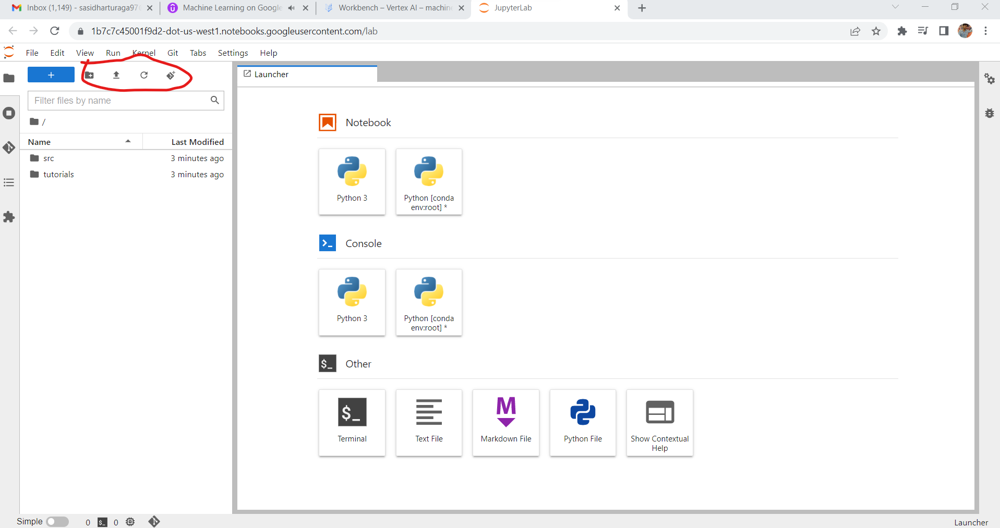 Inbox (1,149) - sasidharturaga976
Machine Learning on Google
Workbench – Vertex AI – machine
JupyterLab
1b7c7c45001f9d2-dot-us-west1.notebooks.googleusercontent.com/lab
File Edit View Run Kernel Git Tabs Settings Help
Launcher
Filter files by name
/
Name Last Modified
src 3 minutes ago
tutorials 3 minutes ago
Notebook
Python 3
Python [conda
env:root] *
Console
Python 3
Python [conda
env:root] *
$_ Other
$_
Terminal
Text File
M
Markdown File
Python File
Show Contextual
Help
Simple 0 $_ 0
Launcher